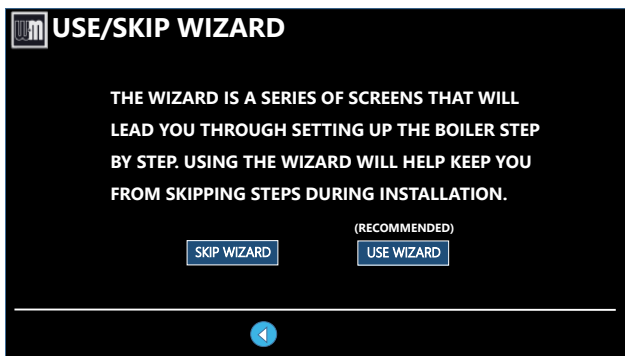 WM USE/SKIP WIZARD
THE WIZARD IS A SERIES OF SCREENS THAT WILL
LEAD YOU THROUGH SETTING UP THE BOILER STEP
BY STEP. USING THE WIZARD WILL HELP KEEP YOU
FROM SKIPPING STEPS DURING INSTALLATION.
(RECOMMENDED)
SKIP WIZARD USE WIZARD